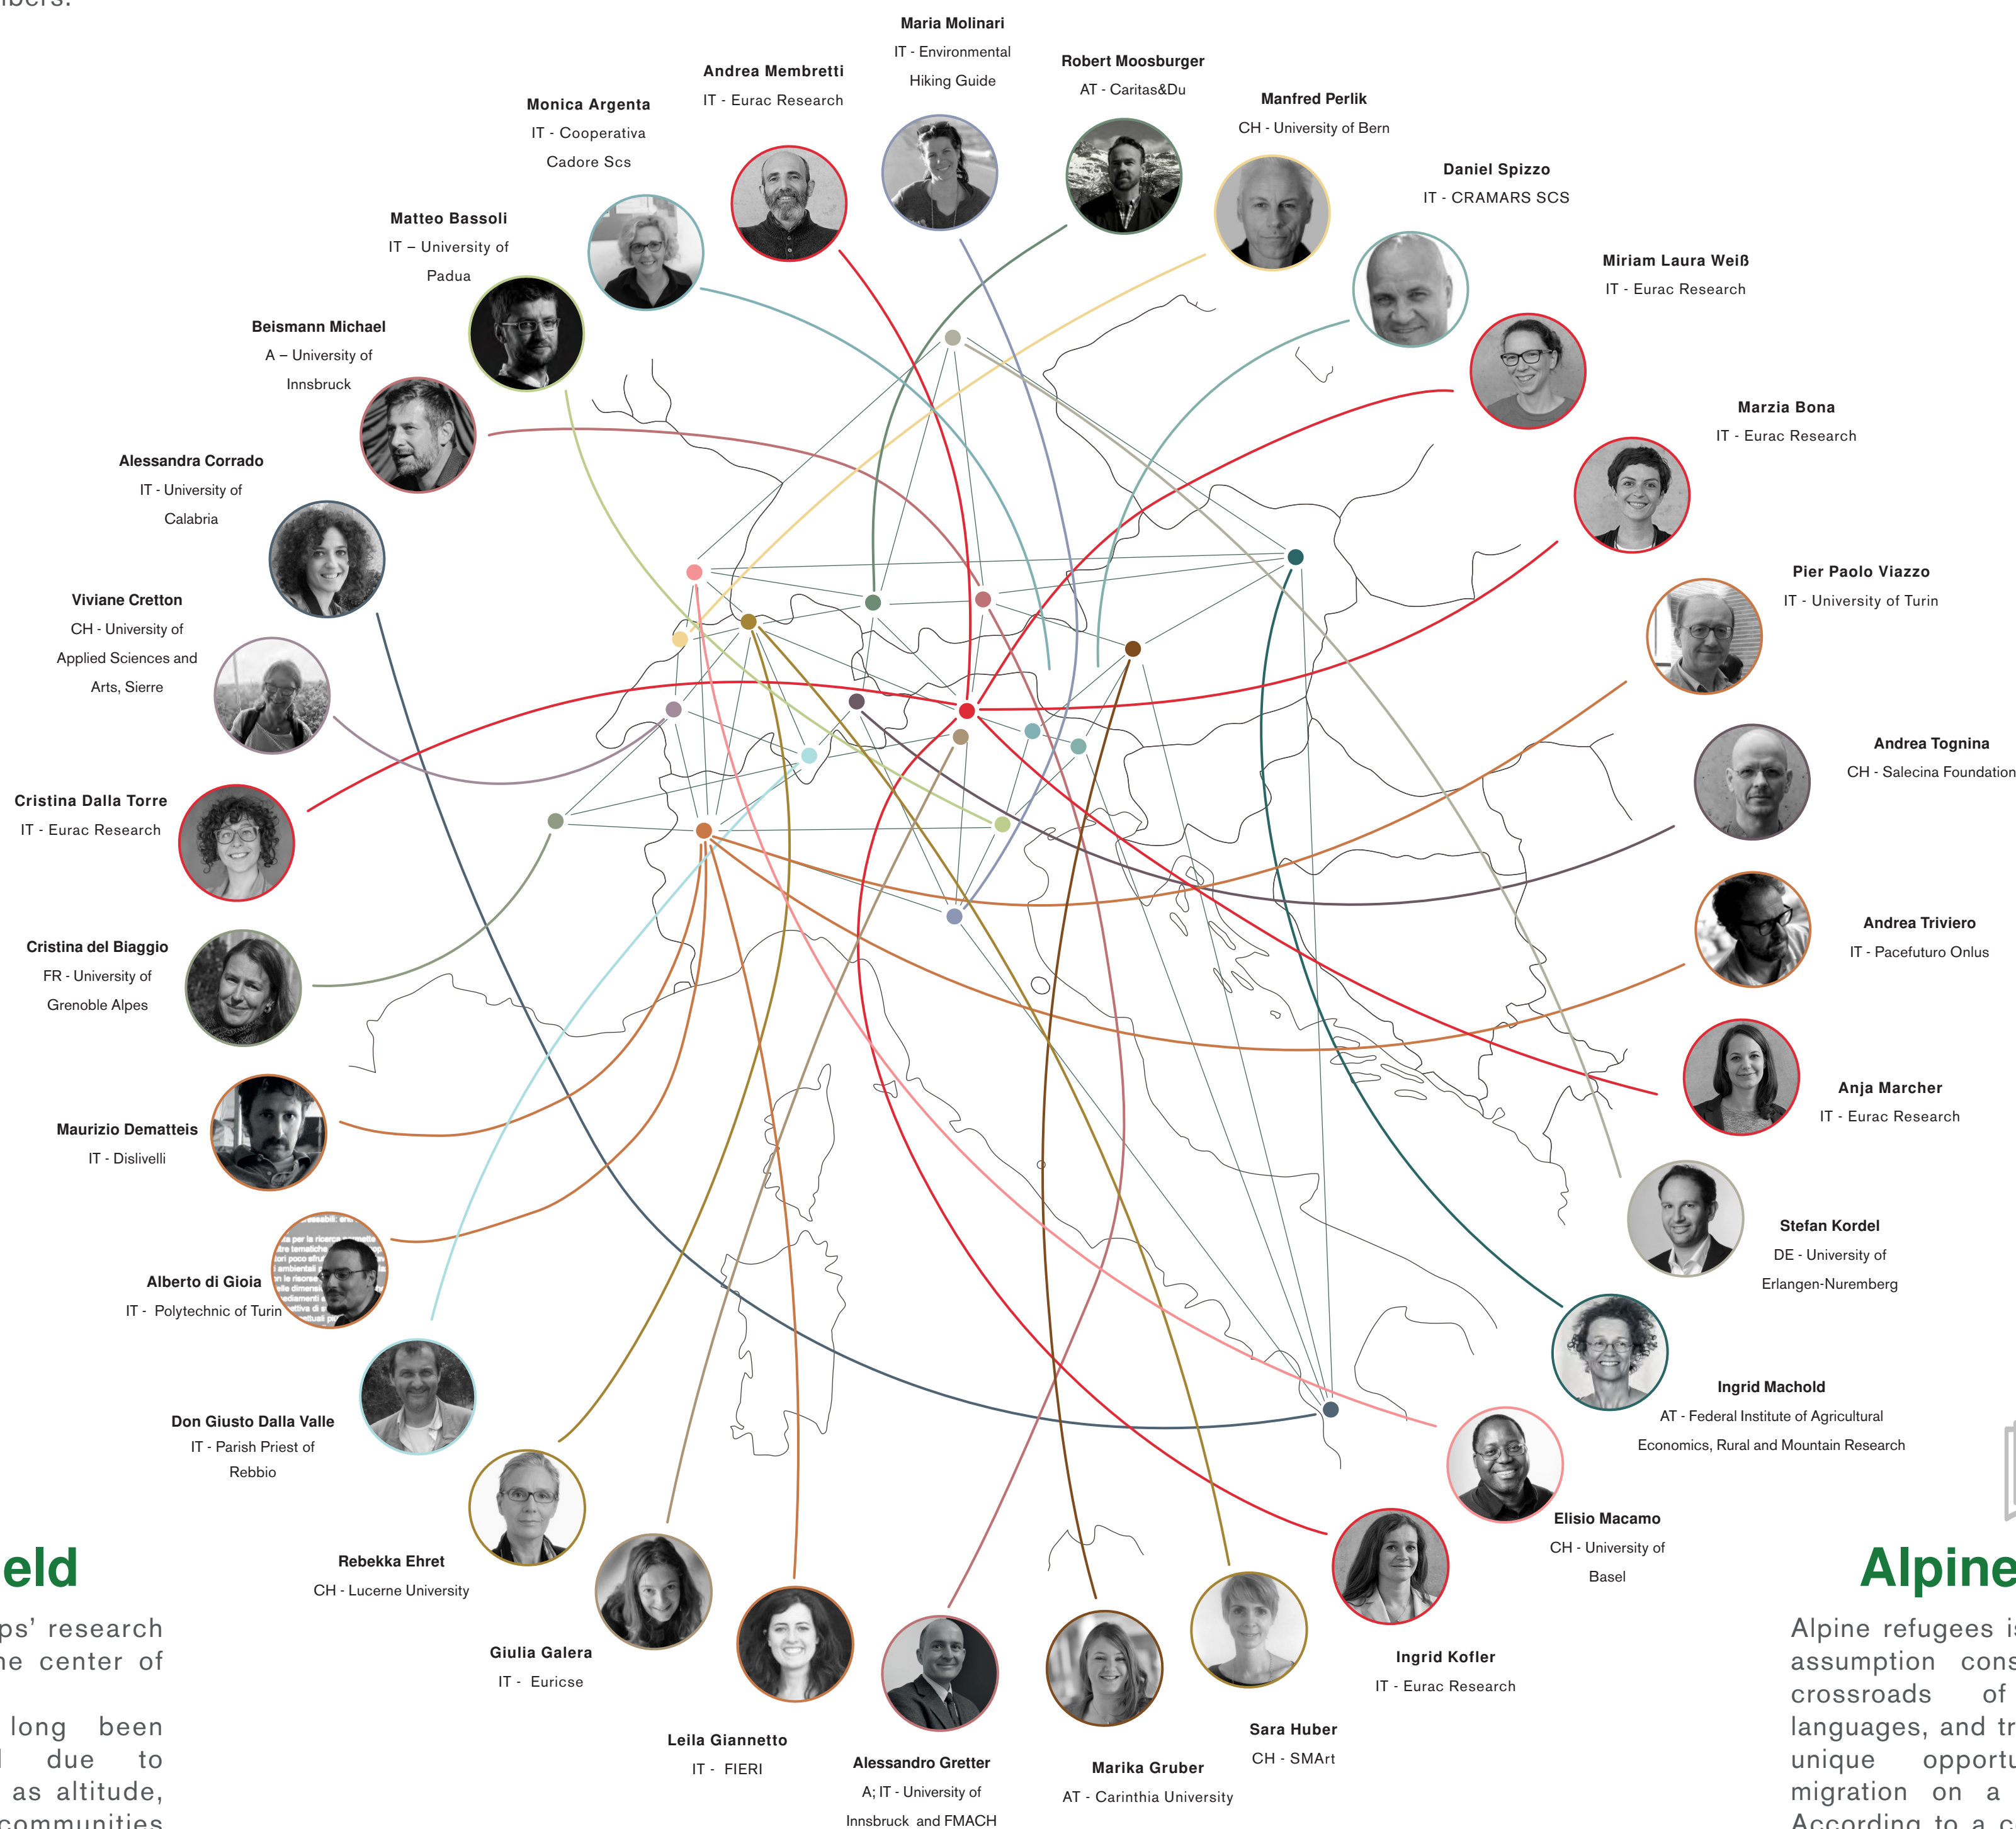 Maria Molinari
IT - Environmental
Hiking Guide
Robert Moosburger
AT - Caritas&Du
Andrea Membretti
IT - Eurac Research
Manfred Perlik
CH - University of Bern
Monica Argenta
IT - Cooperativa
Cadore Scs
Daniel Spizzo
IT - CRAMARS SCS
Matteo Bassoli
IT – University of
Padua
Miriam Laura Weiß
IT - Eurac Research
Beismann Michael
A – University of
Innsbruck
Marzia Bona
IT - Eurac Research
Alessandra Corrado
IT - University of
Calabria
Pier Paolo Viazzo
IT - University of Turin
Viviane Cretton
CH - University of
Applied Sciences and
Arts, Sierre
Andrea Tognina
CH - Salecina Foundation
Cristina Dalla Torre
IT - Eurac Research
Andrea Triviero
IT - Pacefuturo Onlus
Cristina del Biaggio
FR - University of
Grenoble Alpes
Anja Marcher
IT - Eurac Research
Maurizio Dematteis
IT - Dislivelli
Stefan Kordel
DE - University of
Erlangen-Nuremberg
Alberto di Gioia
IT - Polytechnic of Turin
Ingrid Machold
AT - Federal Institute of Agricultural
Economics, Rural and Mountain Research
Don Giusto Dalla Valle
IT - Parish Priest of
Rebbio
Elisio Macamo
CH - University of
Basel
Rebekka Ehret
CH - Lucerne University
Ingrid Kofler
IT - Eurac Research
Giulia Galera
IT - Euricse
Sara Huber
CH - SMArt
Leila Giannetto
IT - FIERI
Alessandro Gretter
A; IT - University of
Innsbruck and FMACH
Marika Gruber
AT - Carinthia University
eld
ps' research
ne center of
long been
due to
as altitude,
communities
Alpine
Alpine refugees is
assumption cons
crossroads of
languages, and tr
unique opportu
migration on a
According to a c